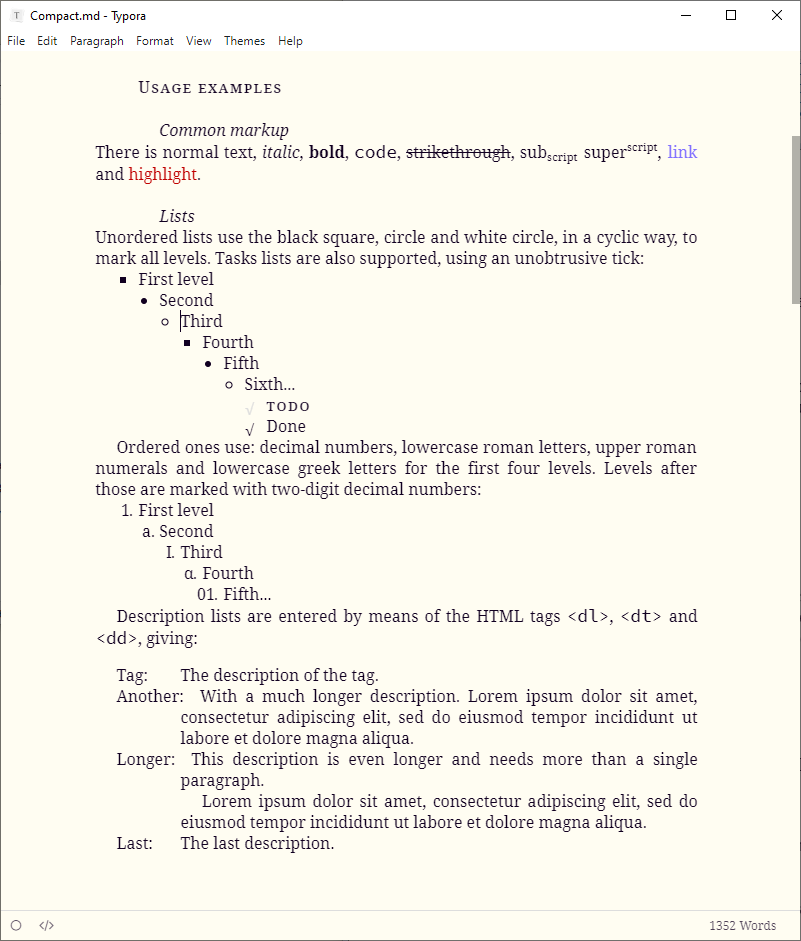 T Compact.md - Typora
File Edit Paragraph Format View Themes Help
Usage examples
Common markup
There is normal text, italic, bold, code, strikethrough, subscript superscript, link
and highlight.
Lists
Unordered lists use the black square, circle and white circle, in a cyclic way, to
mark all levels. Tasks lists are also supported, using an unobtrusive tick:
▪ First level
• Second
◦ Third
▪ Fourth
• Fifth
◦ Sixth...
√ TODO
√ Done
Ordered ones use: decimal numbers, lowercase roman letters, upper roman
numerals and lowercase greek letters for the first four levels. Levels after
those are marked with two-digit decimal numbers:
1. First level
a. Second
I. Third
α. Fourth
01. Fifth...
Description lists are entered by means of the HTML tags <dl>, <dt> and
<dd>, giving:
Tag: The description of the tag.
Another: With a much longer description. Lorem ipsum dolor sit amet,
consectetur adipiscing elit, sed do eiusmod tempor incididunt ut
labore et dolore magna aliqua.
Longer: This description is even longer and needs more than a single
paragraph.
Lorem ipsum dolor sit amet, consectetur adipiscing elit, sed do
eiusmod tempor incididunt ut labore et dolore magna aliqua.
Last: The last description.
</> 1352 Words